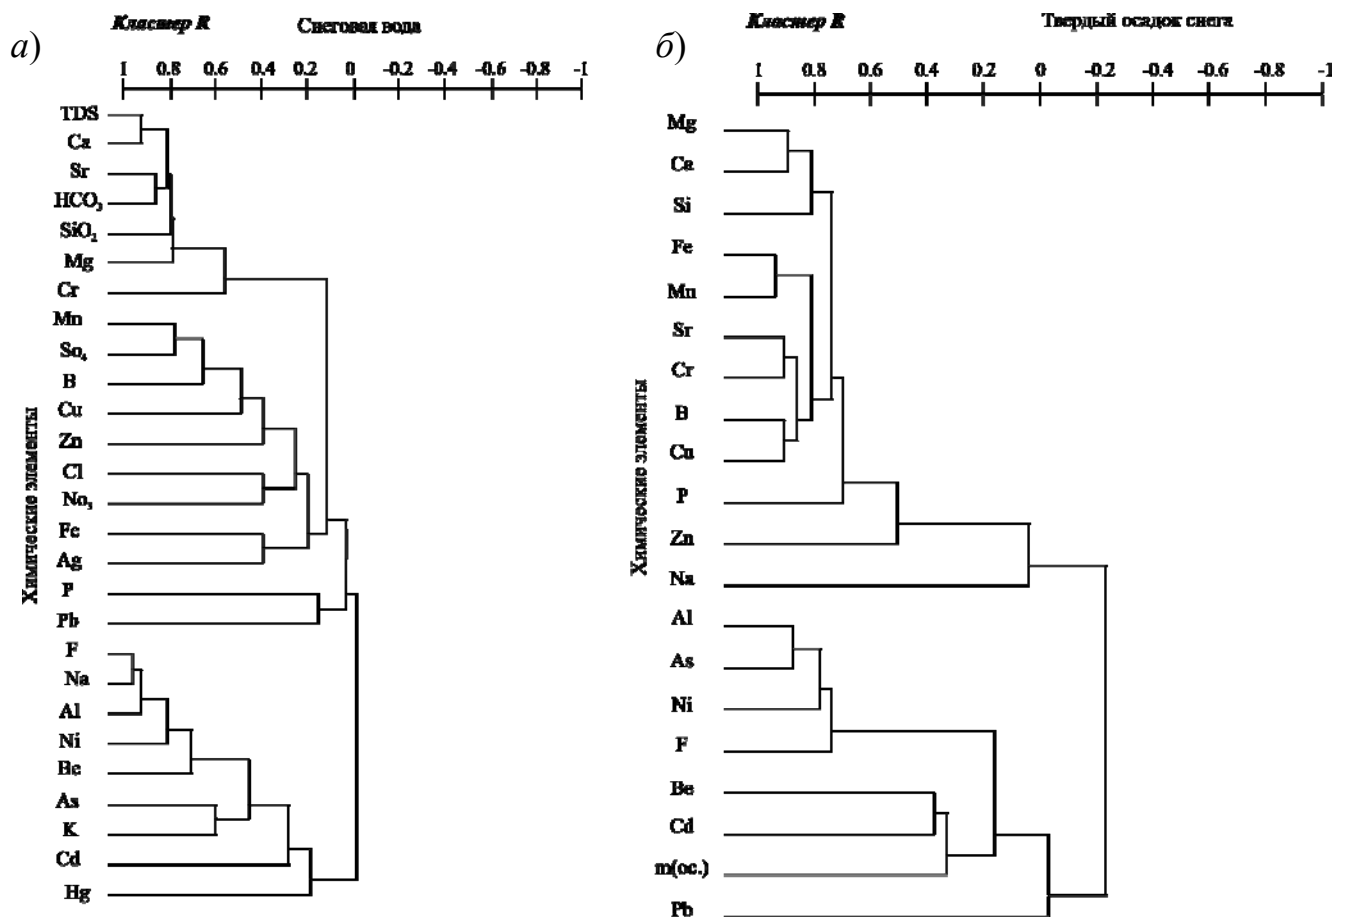 а)
Кластер R Снеговая вода
1 0.8 0.6 0.4 0.2 0 -0.2 -0.4 -0.6 -0.8 -1
Химические элементы
TDS
Ca
Sr
HCO₃
SiO₂
Mg
Cr
Mn
So₄
B
Cu
Zn
Cl
No₃
Fe
Ag
P
Pb
F
Na
Al
Ni
Be
As
K
Cd
Hg
б)
Кластер R Твердый осадок снега
1 0.8 0.6 0.4 0.2 0 -0.2 -0.4 -0.6 -0.8 -1
Химические элементы
Mg
Ca
Si
Fe
Mn
Sr
Cr
B
Cu
P
Zn
Na
Al
As
Ni
F
Be
Cd
m(ос.)
Pb